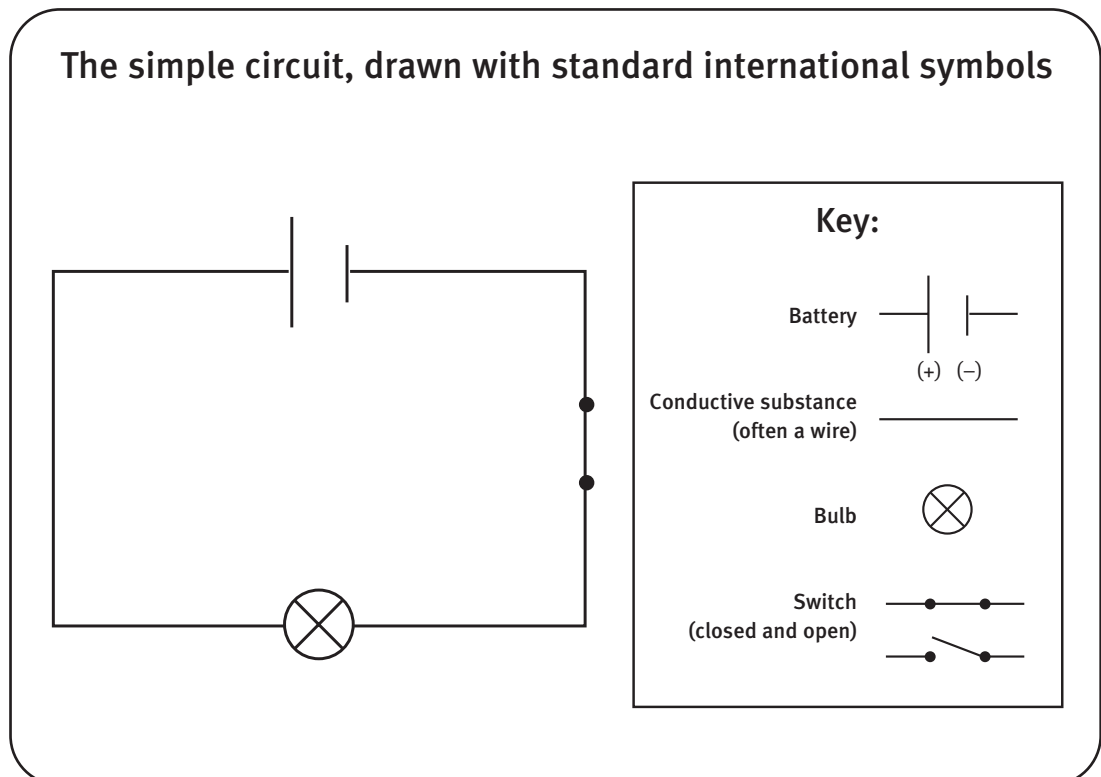 The simple circuit, drawn with standard international symbols
Key:
Battery
(+) (–)
Conductive substance
(often a wire)
Bulb
Switch
(closed and open)